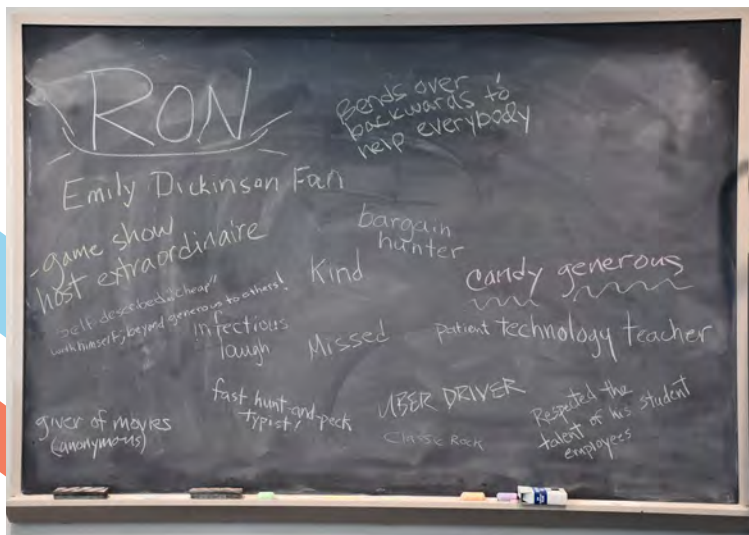 RON
Bends over
backwards to
help everybody
Emily Dickinson Fan
-game show
host extraordinaire
bargain
hunter
Kind
candy generous
"self-described "cheap"
with himself; beyond generous to others!
infectious
laugh
Missed
patient technology teacher
giver of movies
(anonymous)
fast hunt-and-peck
typist!
UBER DRIVER
Classic Rock
Respected the
talent of his student
employees